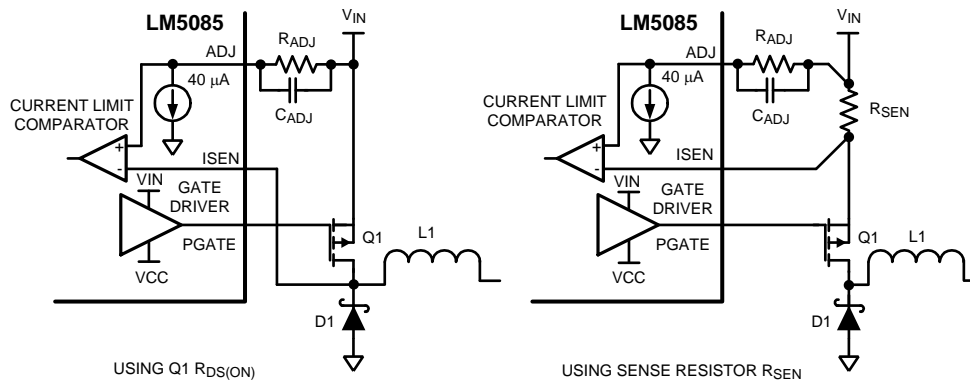 LM5085
ADJ
RADJ
VIN
40 µA
CADJ
CURRENT LIMIT
COMPARATOR
+
-
ISEN
VIN
GATE
DRIVER
PGATE
VCC
Q1
L1
D1
USING Q1 RDS(ON)
LM5085
ADJ
RADJ
VIN
40 µA
CADJ
RSEN
CURRENT LIMIT
COMPARATOR
+
-
ISEN
VIN
GATE
DRIVER
PGATE
VCC
Q1
L1
D1
USING SENSE RESISTOR RSEN